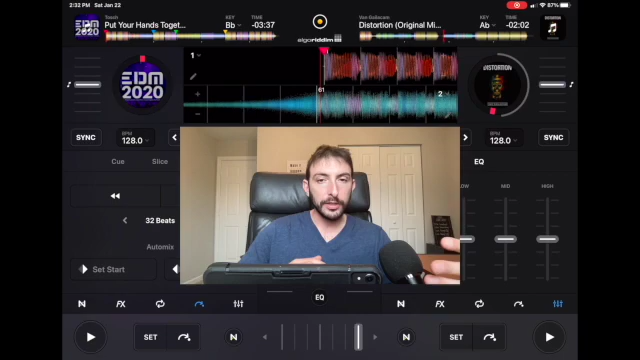 2:32 PM Sat Jan 22
87%
Put Your Hands Toget...
KEY
Bb
TIME
-03:37
algoriddim
Van Gollacem
Distortion (Original Mi...
KEY
Ab
TIME
-02:02
EDM
2020
1
61
2
EDM
2020
DISTORTION
SYNC
BPM
128.0
BPM
128.0
SYNC
Cue
Slice
EQ
LOW
MID
HIGH
32 Beats
Automix
Set Start
N
FX
EQ
N
FX
SET
N
N
SET